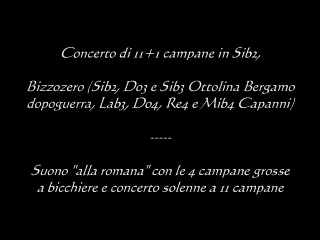 Concerto di 11+1 campane in Sib2,
Bizzozero (Sib2, Do3 e Sib3 Ottolina Bergamo
dopoguerra, Lab3, Do4, Re4 e Mib4 Capanni)
-----
Suono "alla romana" con le 4 campane grosse
a bicchiere e concerto solenne a 11 campane